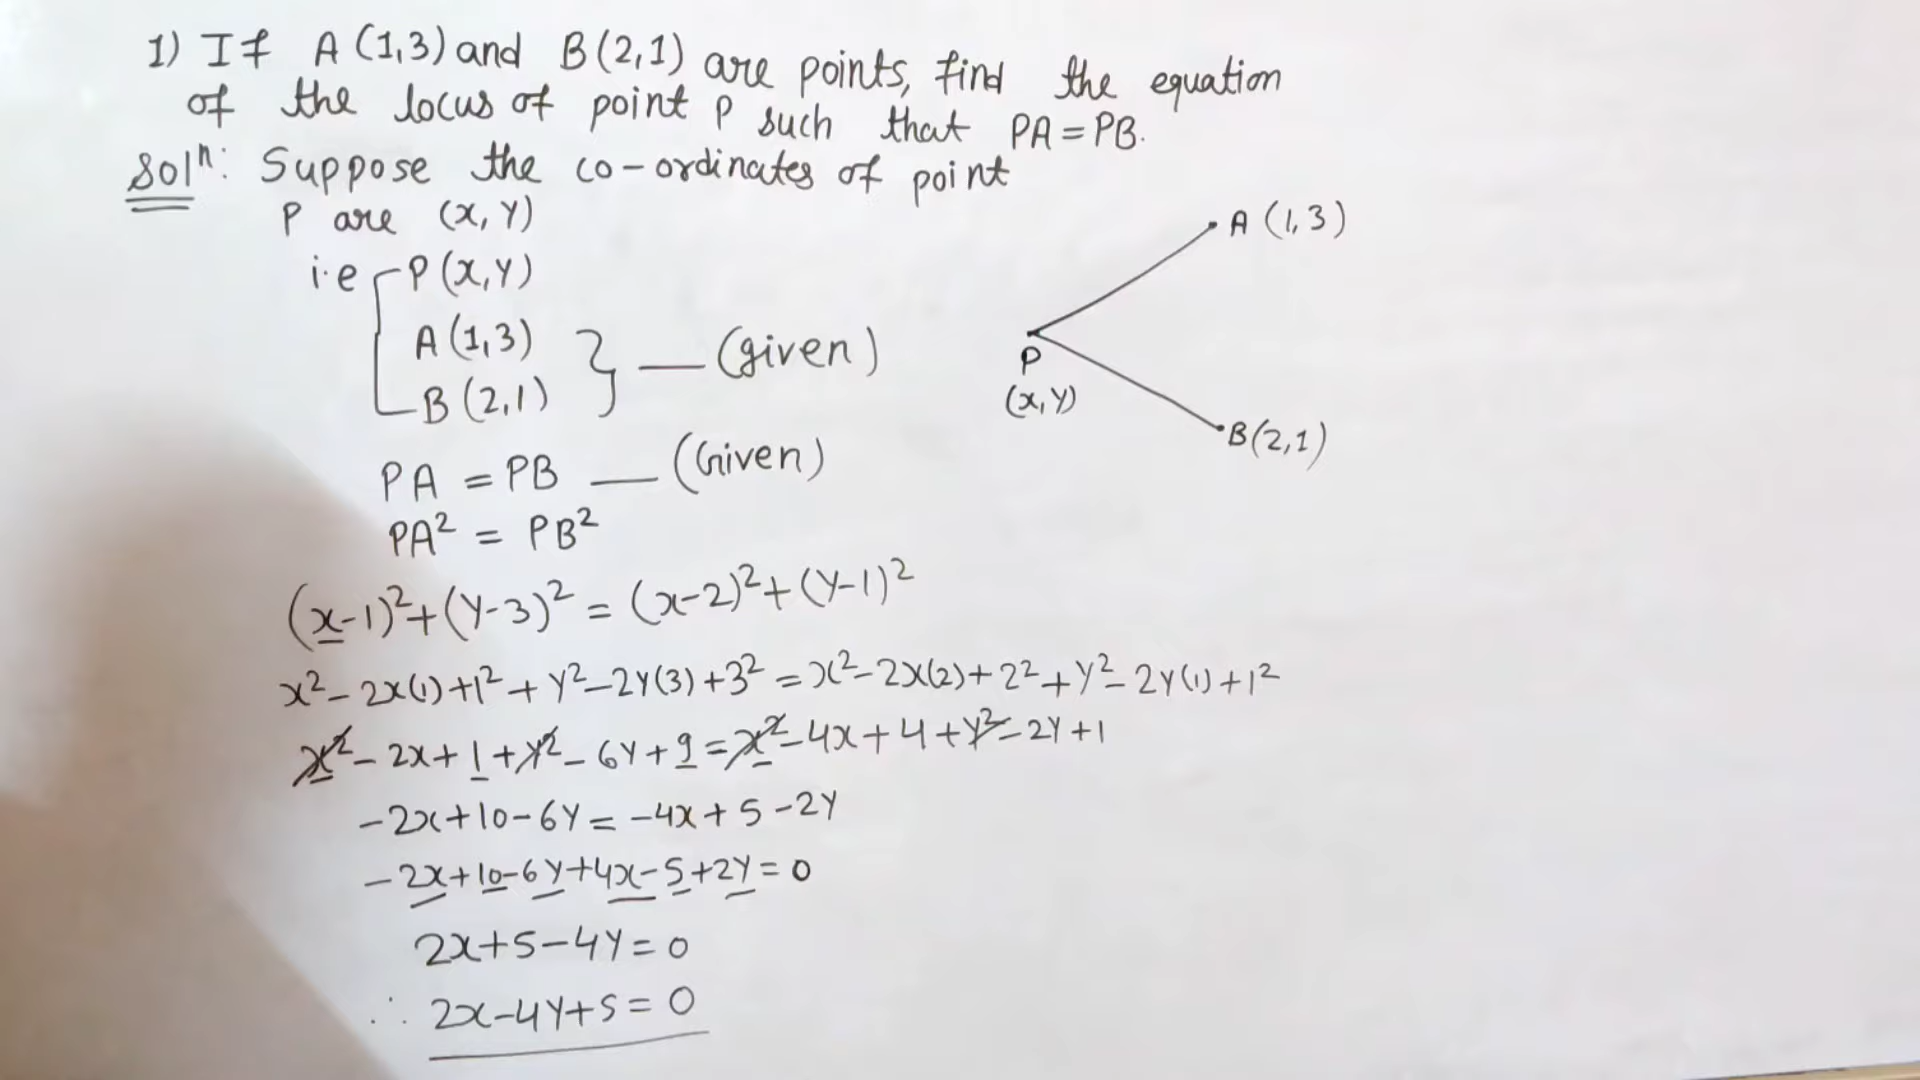 1) If A (1,3) and B (2,1) are points, find the equation
of the locus of point P such that PA = PB.
Solⁿ: Suppose the co-ordinates of point
P are (x, y)
i.e P (x, y)
A (1,3)
B (2,1) } — (given)
A (1,3)
P
(x, y)
B (2,1)
PA = PB — (Given)
PA² = PB²
(x-1)²+(y-3)² = (x-2)²+(y-1)²
x²-2x(1)+1²+y²-2y(3)+3² = x²-2x(2)+2²+y²-2y(1)+1²
x²-2x+1+y²-6y+9 = x²-4x+4+y²-2y+1
-2x+10-6y = -4x+5-2y
-2x+10-6y+4x-5+2y = 0
2x+5-4y = 0
∴ 2x-4y+5 = 0